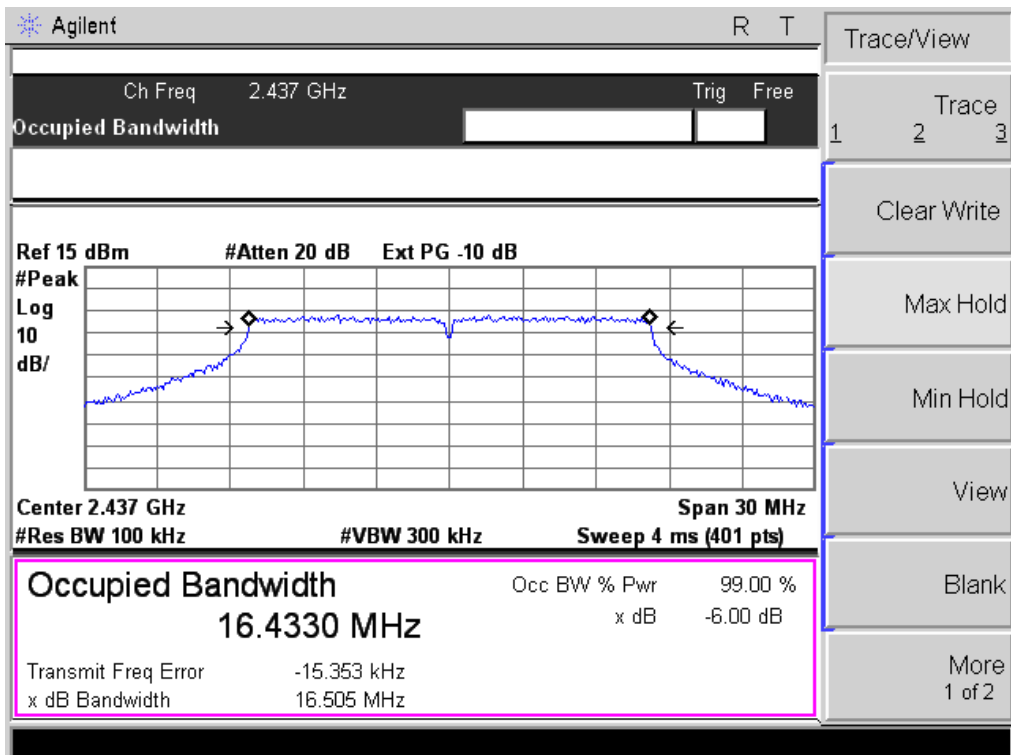 Agilent R T
Ch Freq 2.437 GHz Trig Free
Occupied Bandwidth
Ref 15 dBm #Atten 20 dB Ext PG -10 dB
#Peak
Log
10
dB/
Center 2.437 GHz Span 30 MHz
#Res BW 100 kHz #VBW 300 kHz Sweep 4 ms (401 pts)
Occupied Bandwidth Occ BW % Pwr 99.00 %
16.4330 MHz x dB -6.00 dB
Transmit Freq Error -15.353 kHz
x dB Bandwidth 16.505 MHz
Trace/View
Trace
1 2 3
Clear Write
Max Hold
Min Hold
View
Blank
More
1 of 2